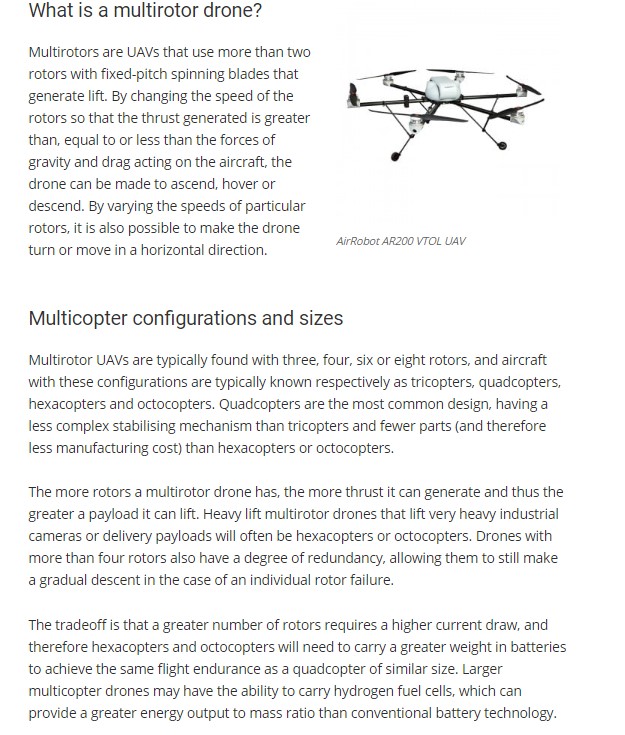 What is a multirotor drone?
Multirotors are UAVs that use more than two
rotors with fixed-pitch spinning blades that
generate lift. By changing the speed of the
rotors so that the thrust generated is greater
than, equal to or less than the forces of
gravity and drag acting on the aircraft, the
drone can be made to ascend, hover or
descend. By varying the speeds of particular
rotors, it is also possible to make the drone
turn or move in a horizontal direction.
AirRobot AR200 VTOL UAV
Multicopter configurations and sizes
Multirotor UAVs are typically found with three, four, six or eight rotors, and aircraft
with these configurations are typically known respectively as tricopters, quadcopters,
hexacopters and octocopters. Quadcopters are the most common design, having a
less complex stabilising mechanism than tricopters and fewer parts (and therefore
less manufacturing cost) than hexacopters or octocopters.
The more rotors a multirotor drone has, the more thrust it can generate and thus the
greater a payload it can lift. Heavy lift multirotor drones that lift very heavy industrial
cameras or delivery payloads will often be hexacopters or octocopters. Drones with
more than four rotors also have a degree of redundancy, allowing them to still make
a gradual descent in the case of an individual rotor failure.
The tradeoff is that a greater number of rotors requires a higher current draw, and
therefore hexacopters and octocopters will need to carry a greater weight in batteries
to achieve the same flight endurance as a quadcopter of similar size. Larger
multicopter drones may have the ability to carry hydrogen fuel cells, which can
provide a greater energy output to mass ratio than conventional battery technology.